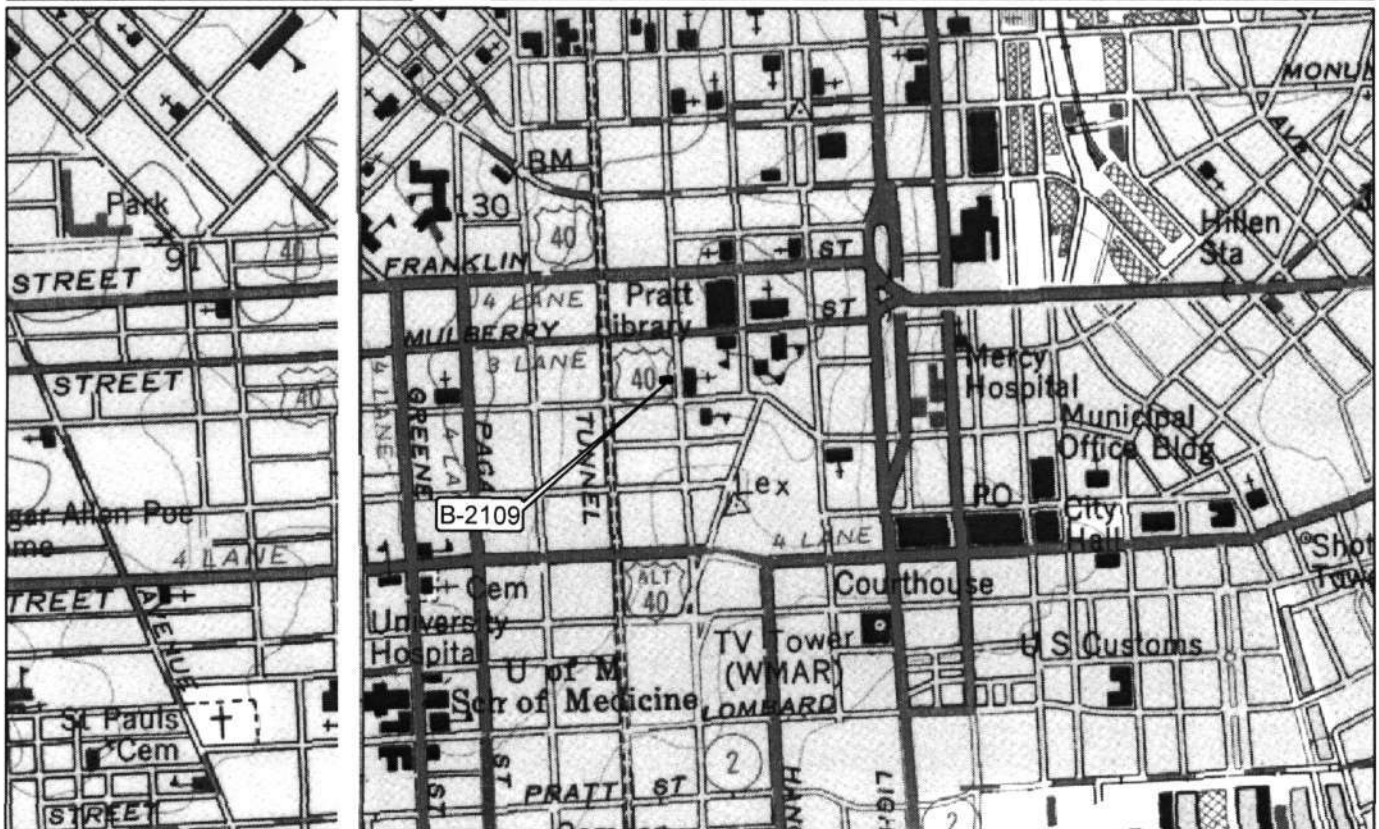 MONU
AVE
BM
Park
130
40
Hillen
Sta
91
40
FRANKLIN
ST
STREET
4 LANE
Pratt
ibrary
ST
MULBERRY
3 LANE
Mercy
Hospital
STREET
40
40
4 LANE
GREENE
4 LA
PACA
TUNNEL
Municipal
Office Bldg
Lex
B-2109
PO
City
Hall
gar Allen Poe
me
4 LANE
4 LANE
Shot
Tow
TREET
AVENUE
Cem
ALT
40
Courthouse
University
Hospital
TV Tower
(WMAR)
U S Customs
U of M
Sch of Medicine
LOMBARD
St Pauls
Cem
2
ST
ST
PRATT ST
HAN
LIGH
STREET
2